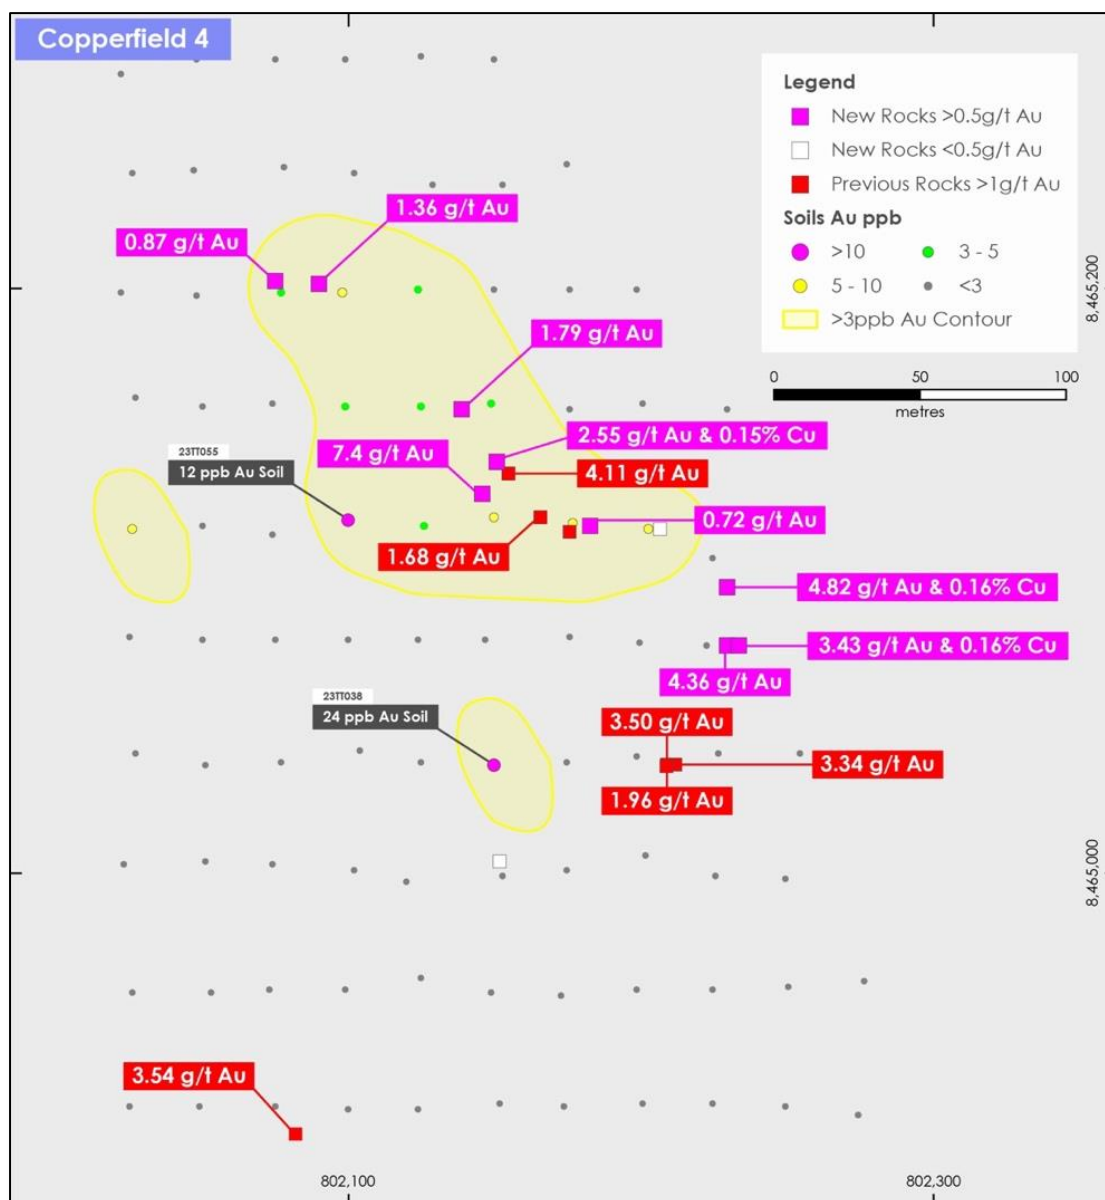 Copperfield 4
Legend
New Rocks >0.5g/t Au
New Rocks <0.5g/t Au
Previous Rocks >1g/t Au
Soils Au ppb
>10
3 - 5
5 - 10
<3
>3ppb Au Contour
0
50
100
metres
8,465,200
1.36 g/t Au
0.87 g/t Au
1.79 g/t Au
2.55 g/t Au & 0.15% Cu
7.4 g/t Au
4.11 g/t Au
23TT055
12 ppb Au Soil
0.72 g/t Au
1.68 g/t Au
4.82 g/t Au & 0.16% Cu
3.43 g/t Au & 0.16% Cu
4.36 g/t Au
23TT038
24 ppb Au Soil
3.50 g/t Au
3.34 g/t Au
1.96 g/t Au
8,465,000
3.54 g/t Au
802,100
802,300